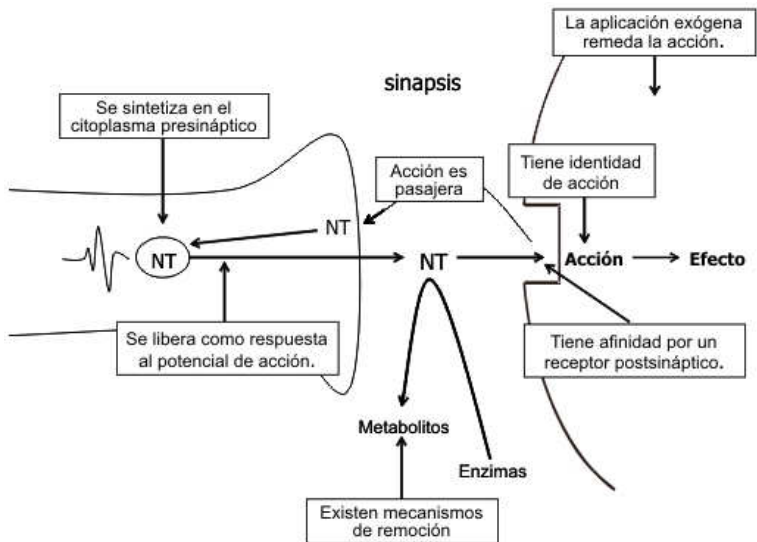 La aplicación exógena
remeda la acción.
sinapsis
Se sintetiza en el
citoplasma presináptico
Acción es
pasajera
Tiene identidad
de acción
NT
NT
NT
Acción
Efecto
Se libera como respuesta
al potencial de acción.
Tiene afinidad por un
receptor postsináptico.
Metabolitos
Enzimas
Existen mecanismos
de remoción